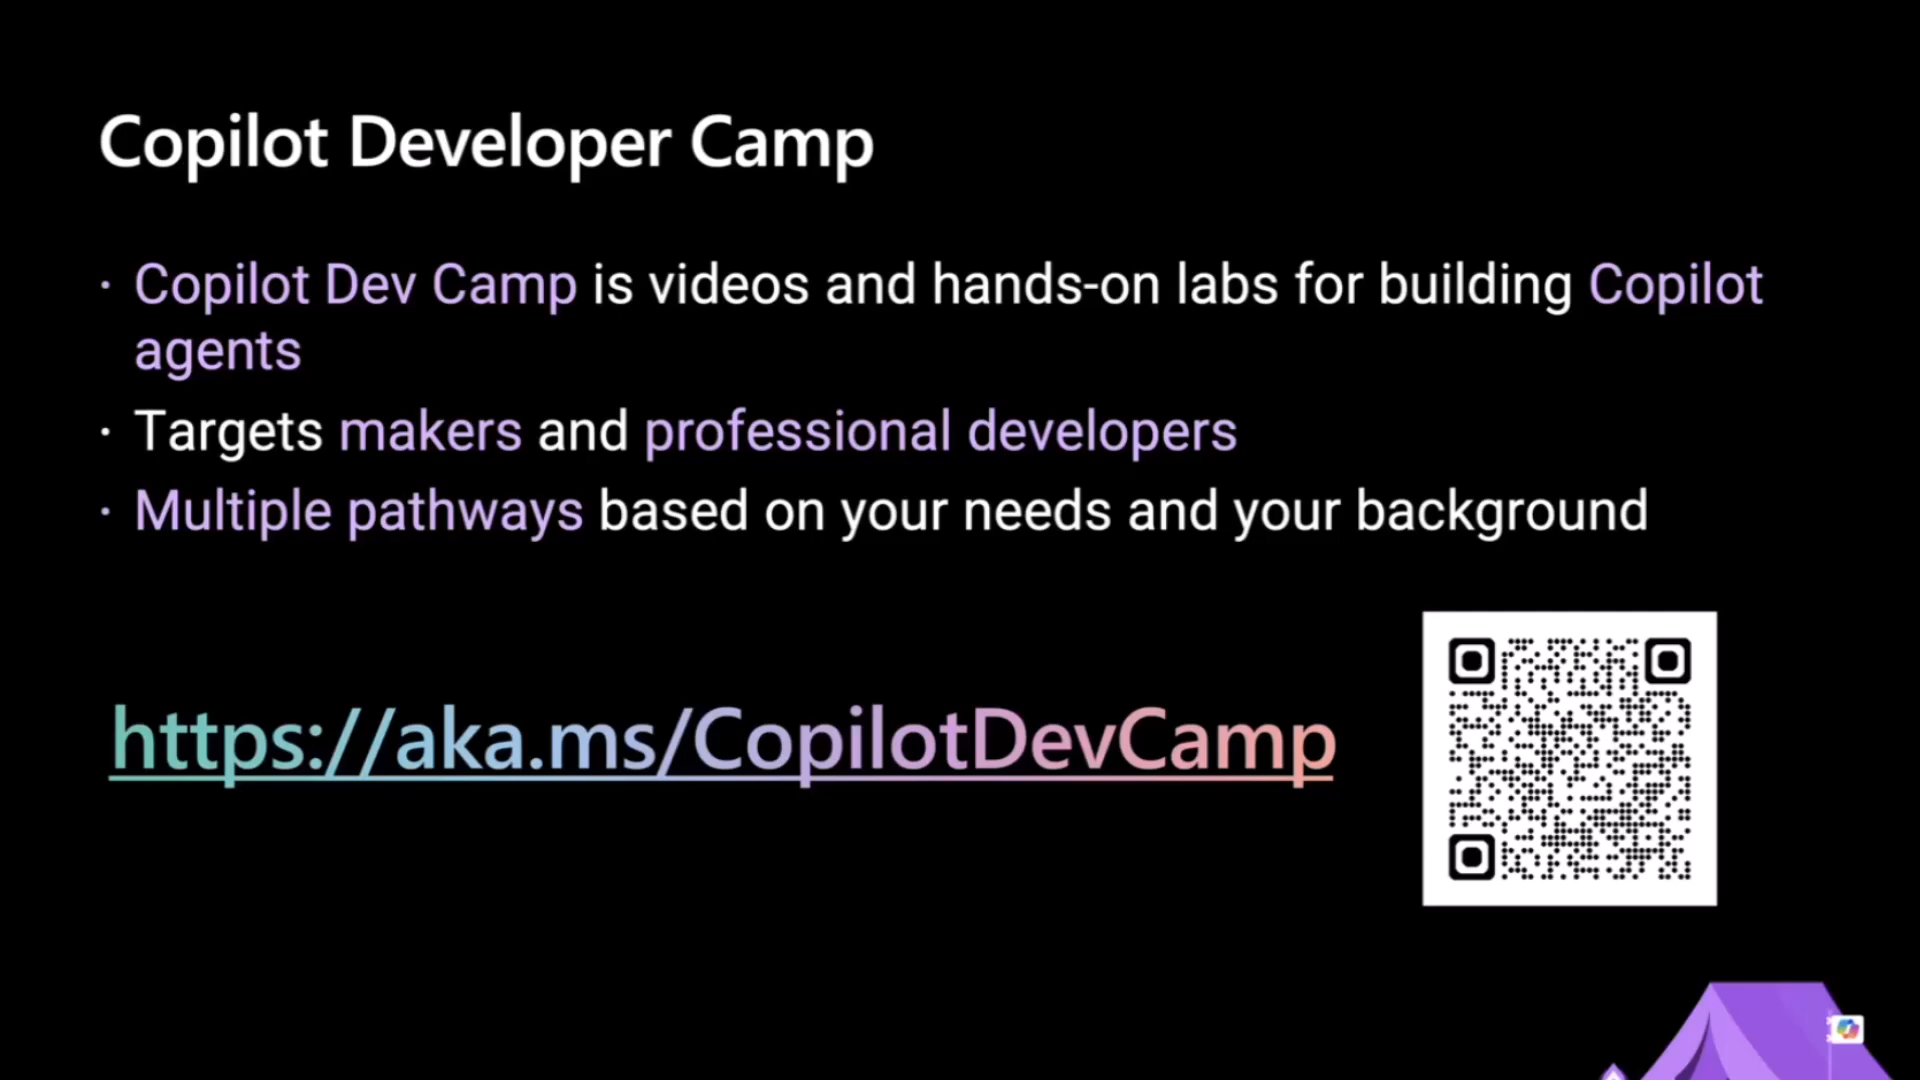 Copilot Developer Camp
· Copilot Dev Camp is videos and hands-on labs for building Copilot
agents
· Targets makers and professional developers
· Multiple pathways based on your needs and your background
https://aka.ms/CopilotDevCamp